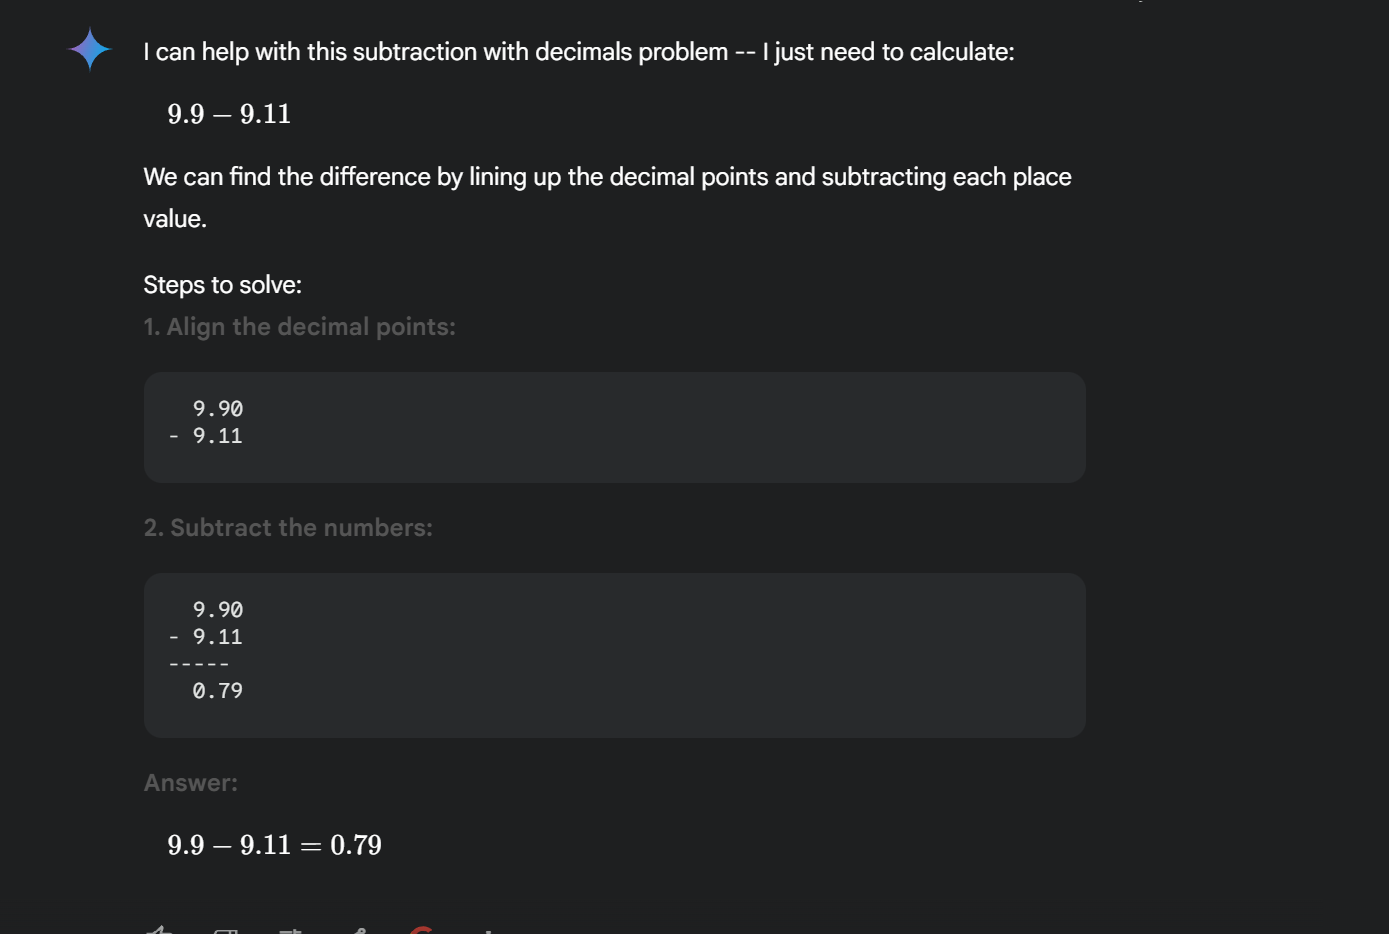 I can help with this subtraction with decimals problem -- I just need to calculate:
9.9 − 9.11
We can find the difference by lining up the decimal points and subtracting each place
value.
Steps to solve:
1. Align the decimal points:
9.90
- 9.11
2. Subtract the numbers:
9.90
- 9.11
-----
0.79
Answer:
9.9 − 9.11 = 0.79